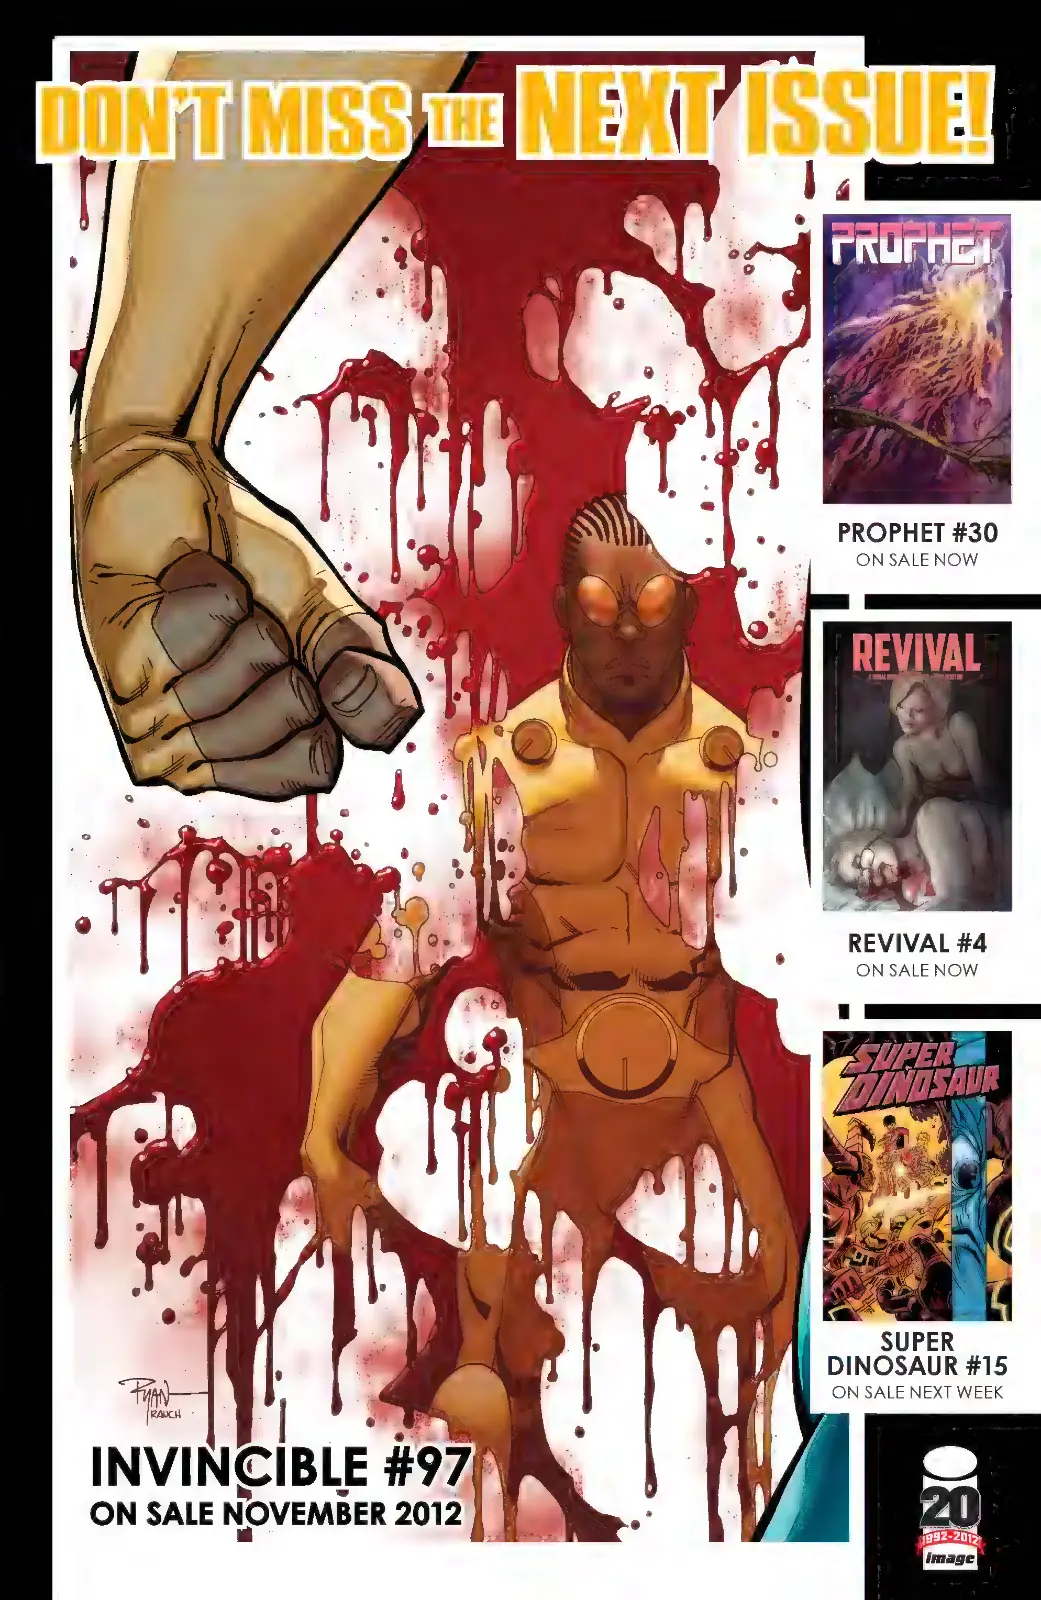 DON'T MISS THE NEXT ISSUE!
PROPHET
PROPHET #30
ON SALE NOW
REVIVAL
REVIVAL #4
ON SALE NOW
SUPER
DINOSAUR
SUPER
DINOSAUR #15
ON SALE NEXT WEEK
RYAN
RANCH
INVINCIBLE #97
ON SALE NOVEMBER 2012
i
20
1992-2012
image